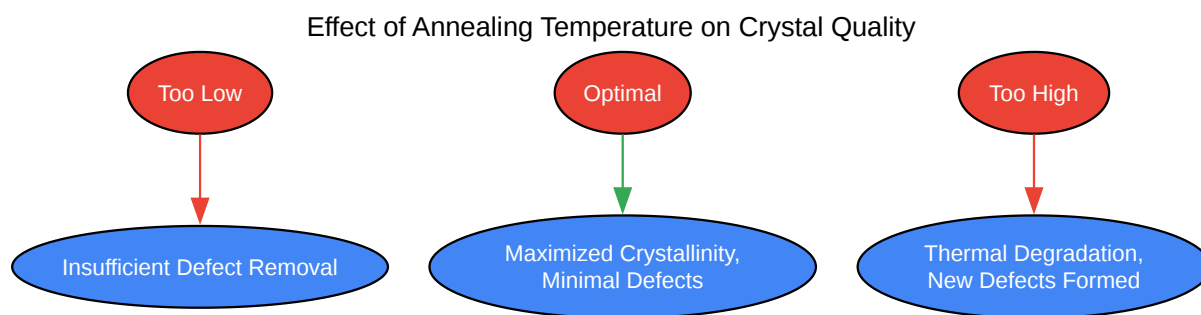 Effect of Annealing Temperature on Crystal Quality
Too Low
Optimal
Too High
Insufficient Defect Removal
Maximized Crystallinity,
Minimal Defects
Thermal Degradation,
New Defects Formed